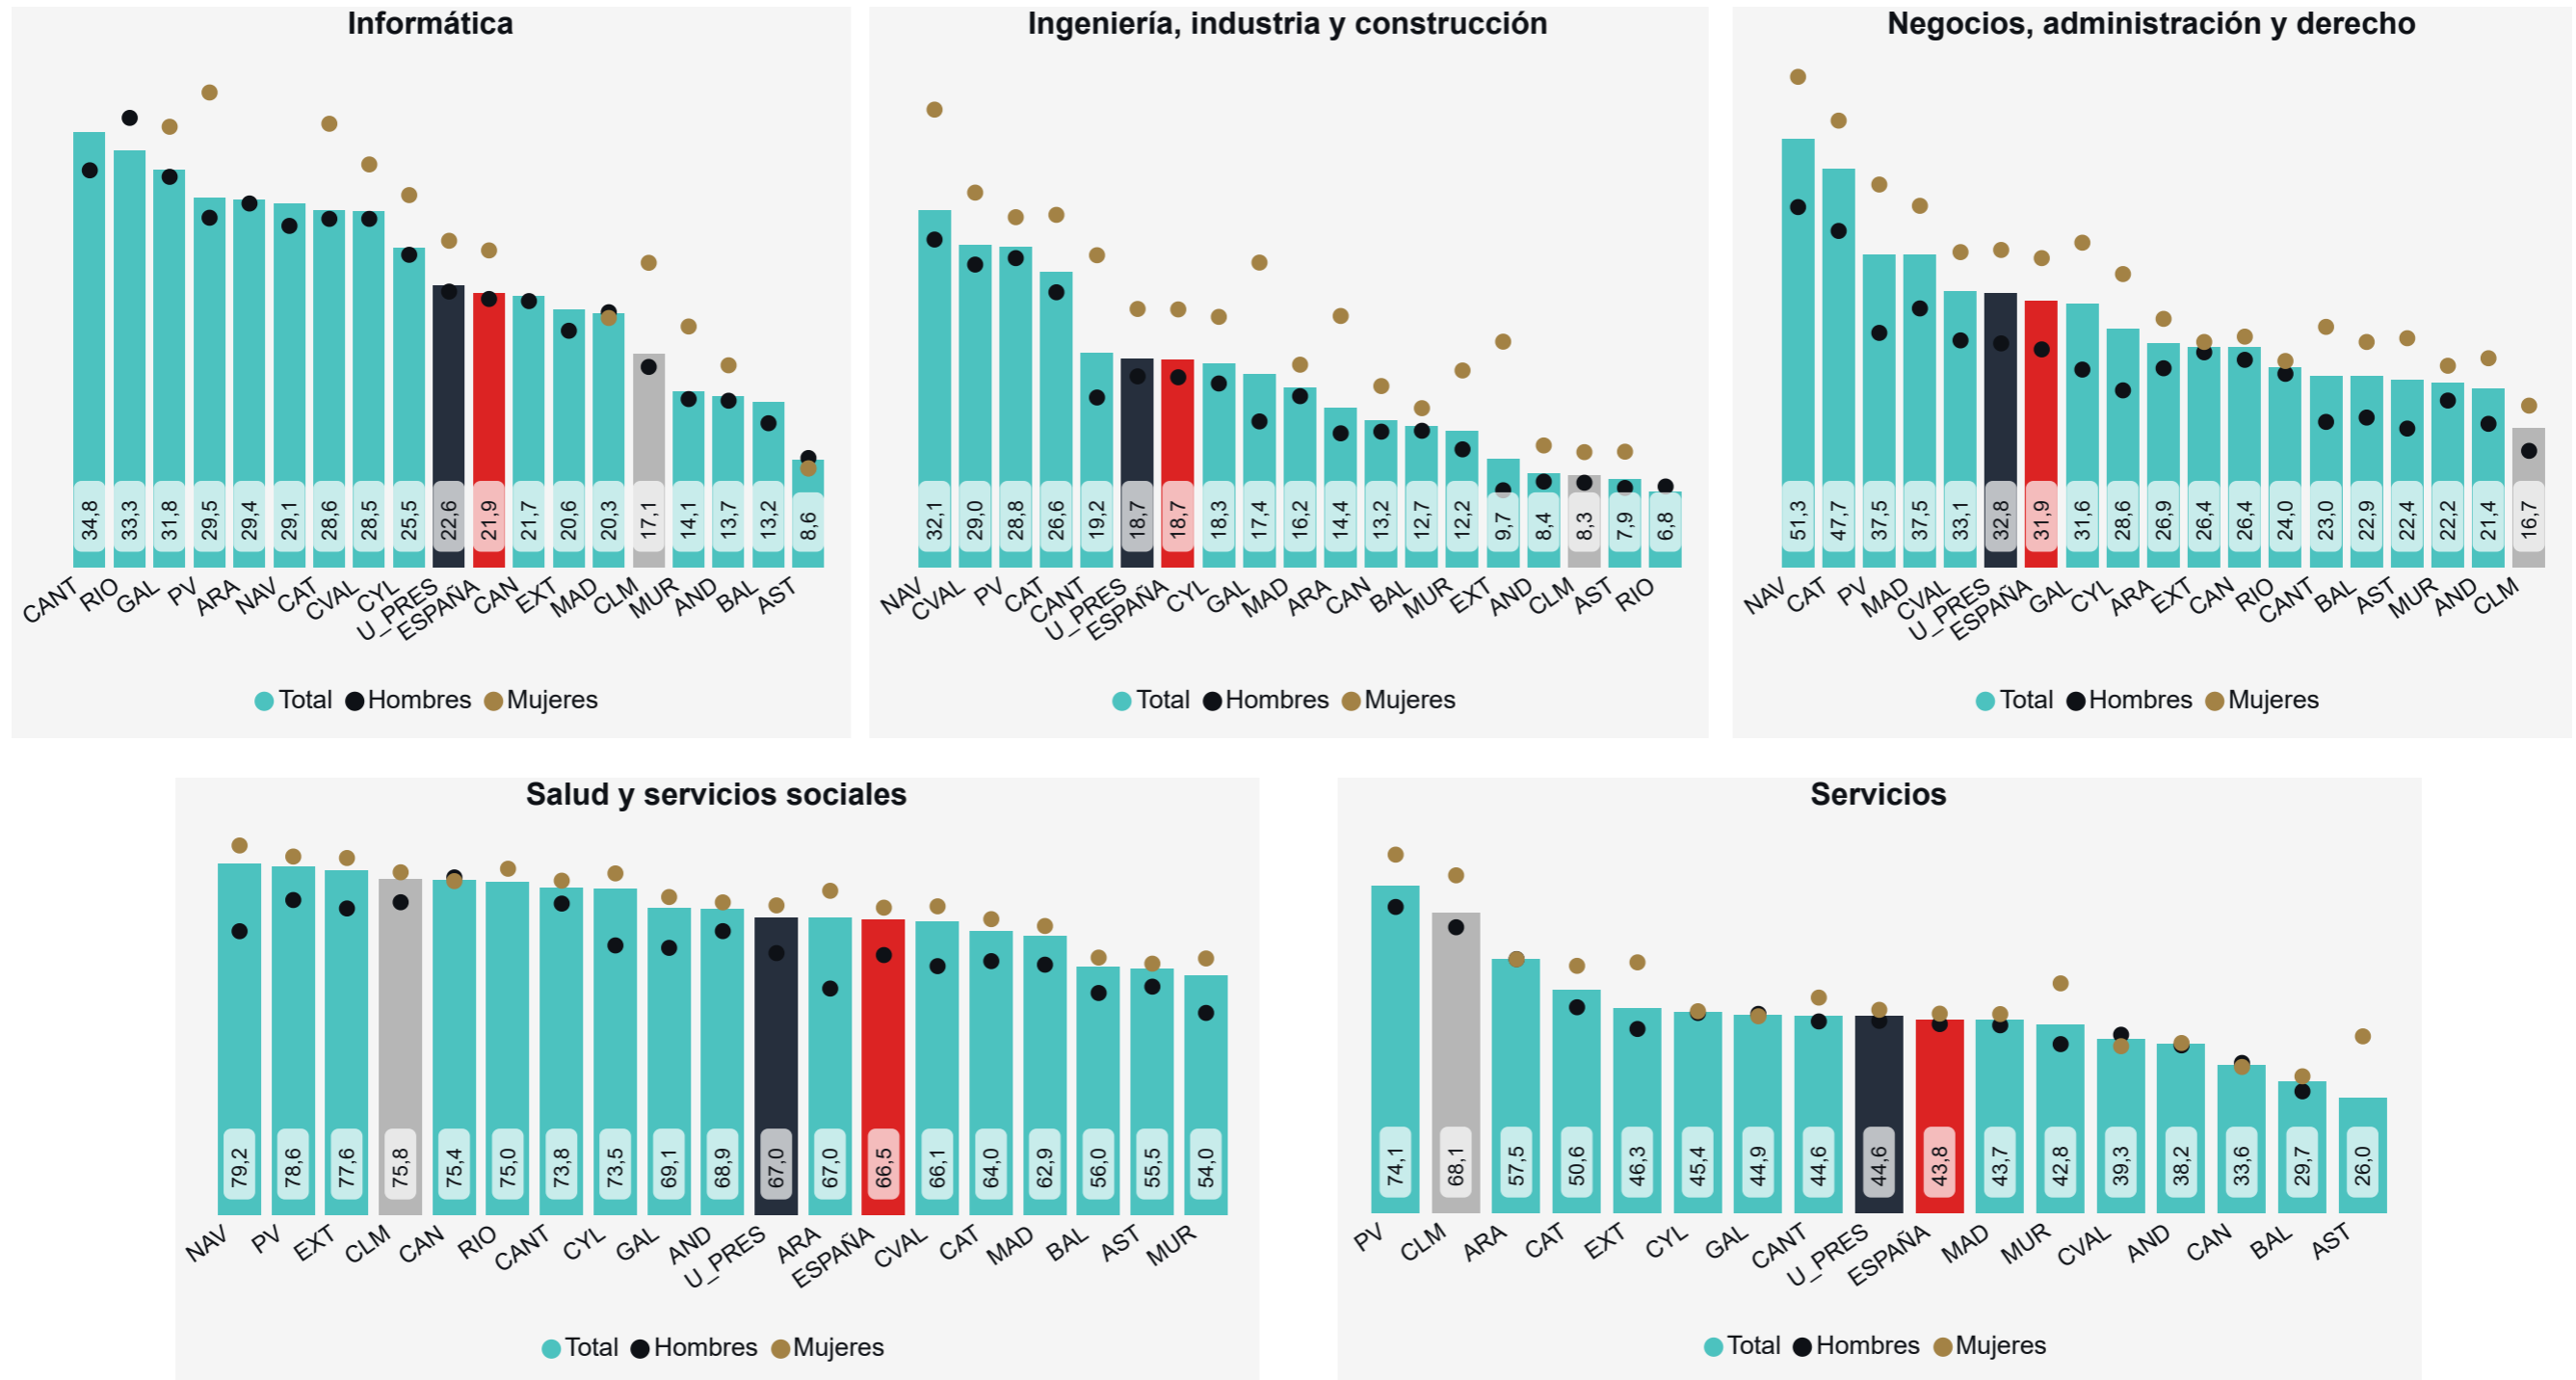 Informática
34,8 33,3 31,8 29,5 29,4 29,1 28,6 28,5 25,5 22,6 21,9 21,7 20,6 20,3 17,1 14,1 13,7 13,2 8,6
CANT RIO GAL PV ARA NAV CAT CVAL CYL U_PRES ESPAÑA CAN EXT MAD CLM MUR AND BAL AST
Total Hombres Mujeres
Ingeniería, industria y construcción
32,1 29,0 28,8 26,6 19,2 18,7 18,7 18,3 17,4 16,2 14,4 13,2 12,7 12,2 9,7 8,4 8,3 7,9 6,8
NAV CVAL PV CAT CANT U_PRES ESPAÑA CYL GAL MAD ARA CAN BAL MUR EXT AND CLM AST RIO
Total Hombres Mujeres
Negocios, administración y derecho
51,3 47,7 37,5 37,5 33,1 32,8 31,9 31,6 28,6 26,9 26,4 26,4 24,0 23,0 22,9 22,4 22,2 21,4 16,7
NAV CAT PV MAD CVAL U_PRES ESPAÑA GAL CYL ARA EXT CAN RIO CANT BAL AST MUR AND CLM
Total Hombres Mujeres
Salud y servicios sociales
79,2 78,6 77,6 75,8 75,4 75,0 73,8 73,5 69,1 68,9 67,0 67,0 66,5 66,1 64,0 62,9 56,0 55,5 54,0
NAV PV EXT CLM CAN RIO CANT CYL GAL AND U_PRES ARA ESPAÑA CVAL CAT MAD BAL AST MUR
Total Hombres Mujeres
Servicios
74,1 68,1 57,5 50,6 46,3 45,4 44,9 44,6 44,6 43,8 43,7 42,8 39,3 38,2 33,6 29,7 26,0
PV CLM ARA CAT EXT CYL GAL CANT U_PRES ESPAÑA MAD MUR CVAL AND CAN BAL AST
Total Hombres Mujeres